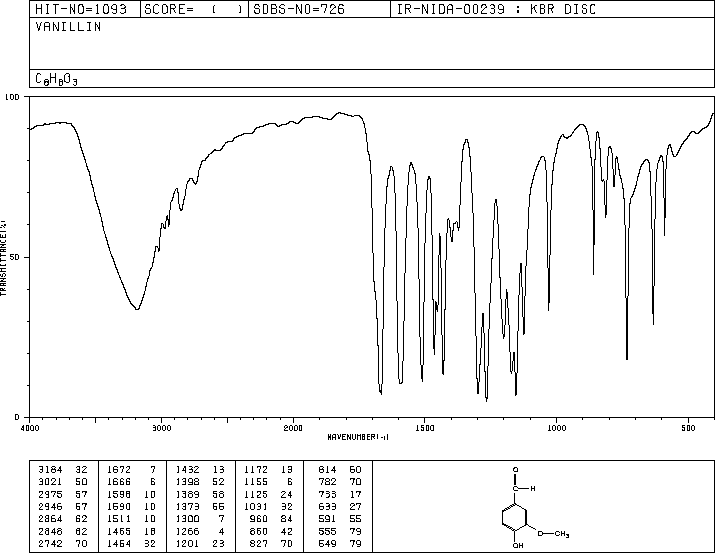 HIT-NO=1093 SCORE= ( ) SDBS-NO=726 IR-NIDA-00239 : KBR DISC
VANILLIN
C8H8O3
100
50
0
TRANSMITTANCE(%)
4000 3000 2000 1500 1000 500
WAVENUMBER(-1)
3184 32 1672 7 1432 13 1172 13 814 60
3021 50 1666 6 1398 52 1155 6 782 70
2975 57 1598 10 1389 58 1125 24 733 17
2946 57 1590 10 1373 56 1031 32 633 27
2864 62 1511 10 1300 7 960 84 591 55
2848 62 1465 18 1266 4 860 42 555 79
2742 70 1454 32 1201 23 827 70 549 79
O
C—H
O—CH3
OH